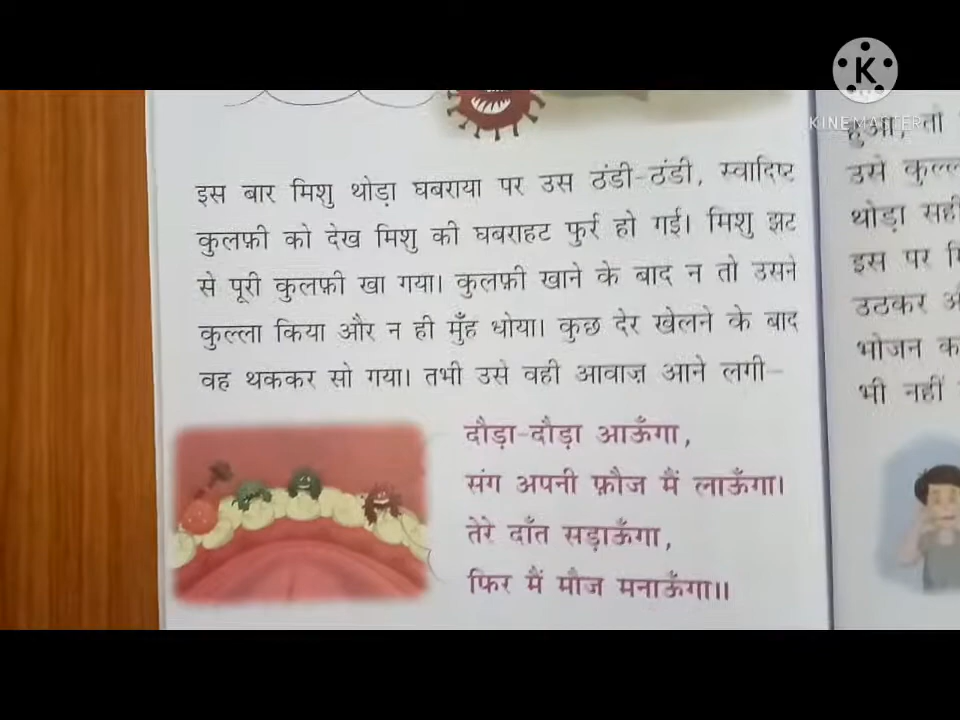 K
KINEMASTER
इस बार मिशु थोड़ा घबराया पर उस ठंडी-ठंडी, स्वादिष्ट
कुलफ़ी को देख मिशु की घबराहट फुर्र हो गई। मिशु झट
से पूरी कुलफ़ी खा गया। कुलफ़ी खाने के बाद न तो उसने
कुल्ला किया और न ही मुँह धोया। कुछ देर खेलने के बाद
वह थककर सो गया। तभी उसे वही आवाज़ आने लगी–
दौड़ा-दौड़ा आऊँगा,
संग अपनी फ़ौज मैं लाऊँगा।
तेरे दाँत सड़ाऊँगा,
फिर मैं मौज मनाऊँगा॥
हुआ, तो
उसे
थोड़ा सही
इस पर
उठकर
भोजन
भी नहीं